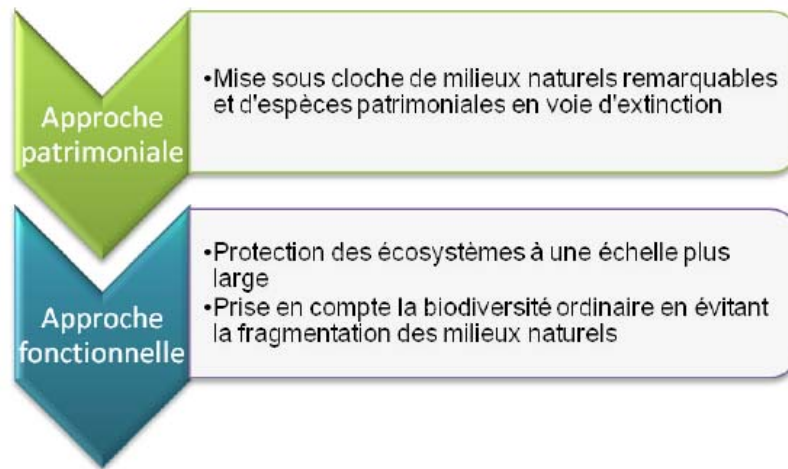 Approche
patrimoniale
•Mise sous cloche de milieux naturels remarquables
et d'espèces patrimoniales en voie d'extinction
Approche
fonctionnelle
•Protection des écosystèmes à une échelle plus
large
•Prise en compte la biodiversité ordinaire en évitant
la fragmentation des milieux naturels